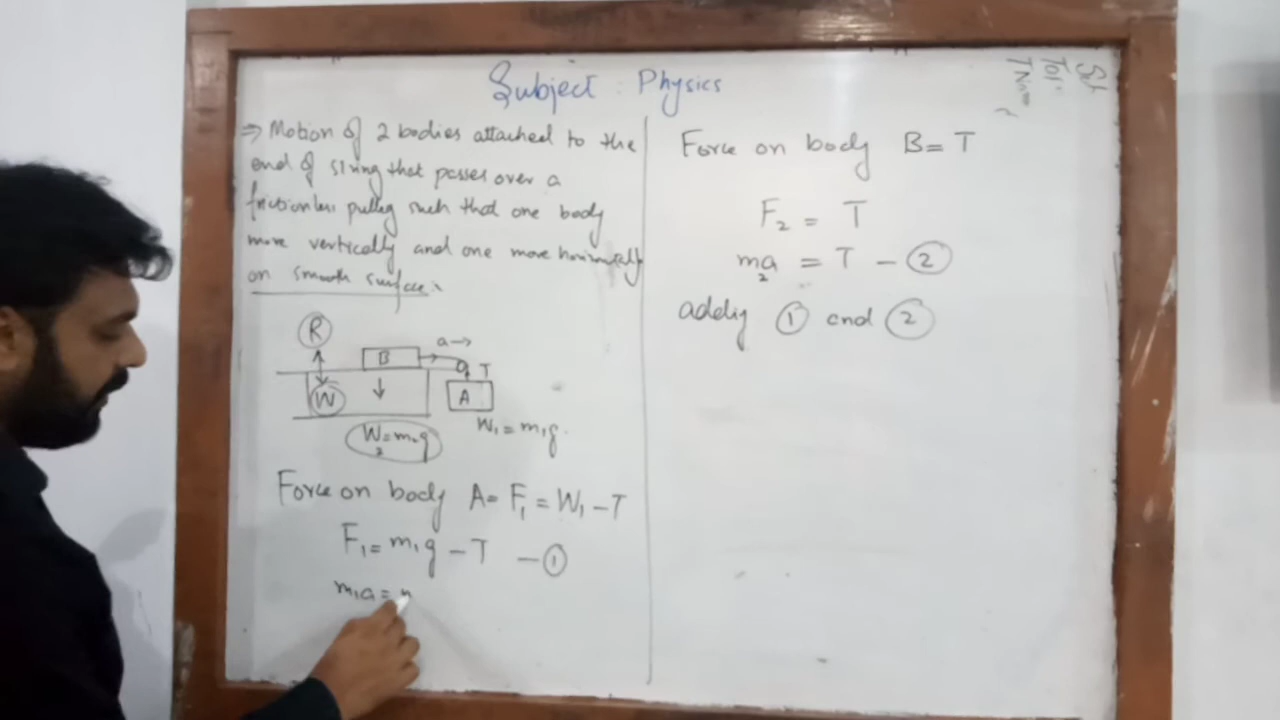 Subject : Physics
⇒ Motion of 2 bodies attached to the
end of string that passes over a
frictionless pulley such that one body
move vertically and one move horizontally
on smooth surface:
R
a→
B
T
W
A
W₂=m₂g
W₁=m₁g.
Force on body A= F₁=W₁-T
F₁=m₁g -T -①
m₁a=
Force on body B=T
F₂ = T
m₂a = T -②
adding ① and ②